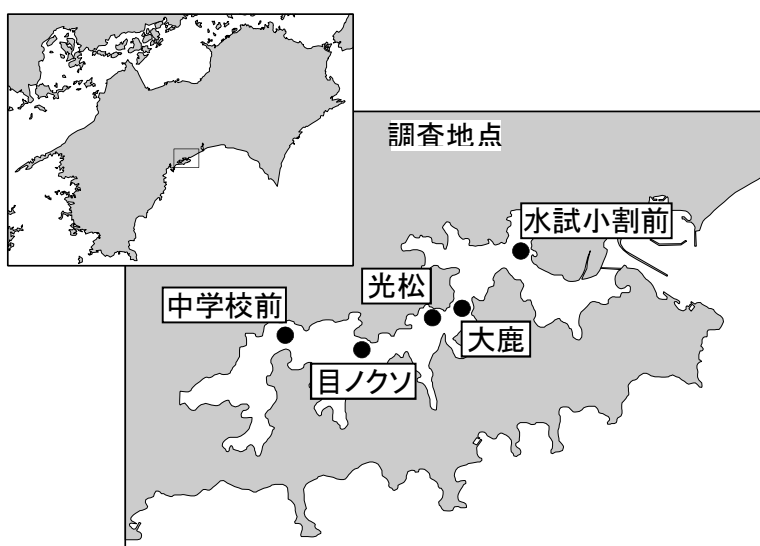 調査地点
水試小割前
光松
中学校前
大鹿
目ノクソ